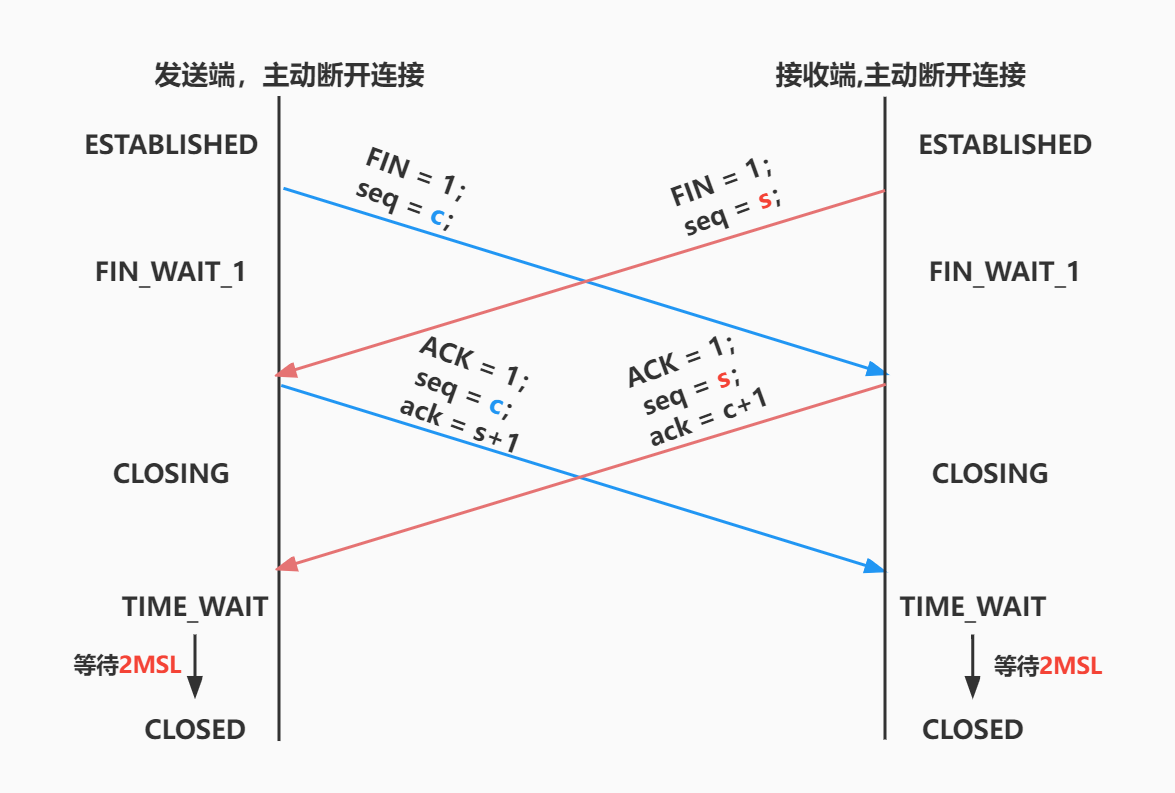 发送端，主动断开连接
接收端,主动断开连接
ESTABLISHED
ESTABLISHED
FIN = 1;
seq = c;
FIN = 1;
seq = s;
FIN_WAIT_1
FIN_WAIT_1
ACK = 1;
seq = c;
ack = s+1
ACK = 1;
seq = s;
ack = c+1
CLOSING
CLOSING
TIME_WAIT
TIME_WAIT
等待2MSL
等待2MSL
CLOSED
CLOSED